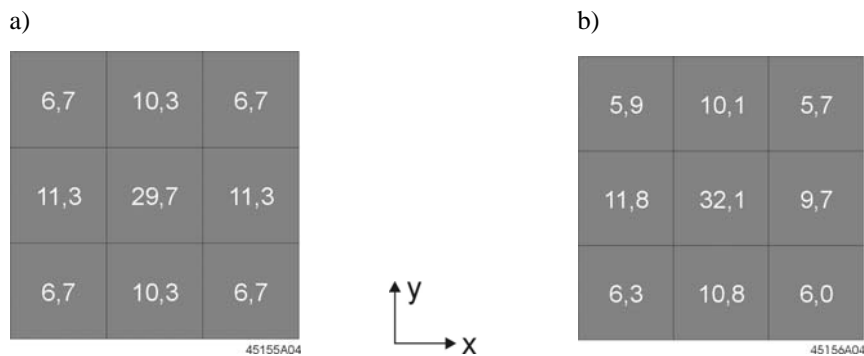 a)
6,7 10,3 6,7
11,3 29,7 11,3
6,7 10,3 6,7
45155A04
y
x
b)
5,9 10,1 5,7
11,8 32,1 9,7
6,3 10,8 6,0
45156A04